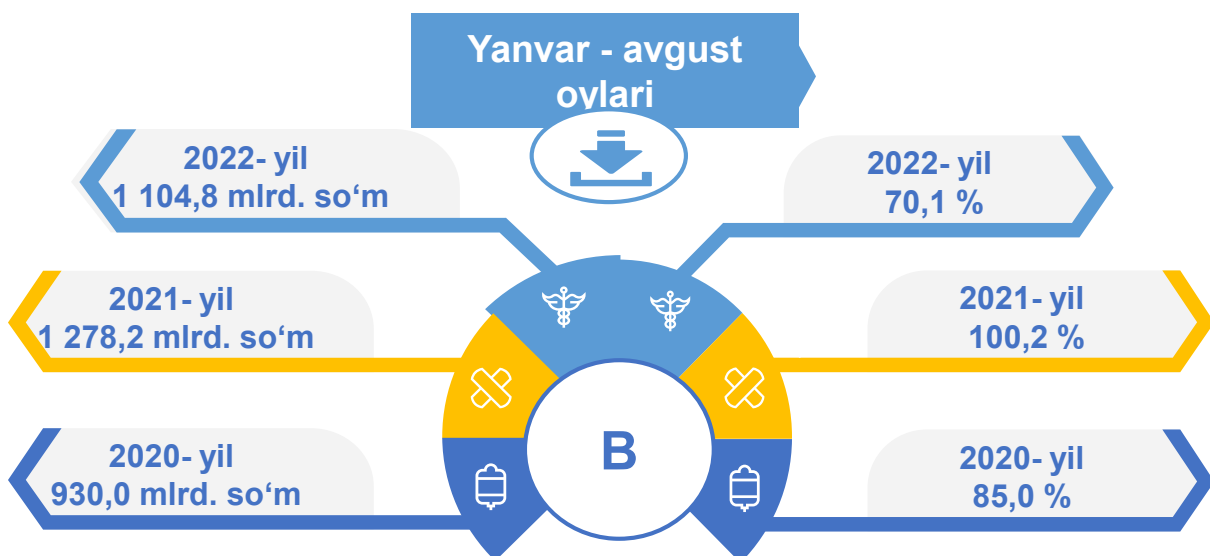 Yanvar - avgust
oylari
2022- yil
1 104,8 mlrd. so‘m
2022- yil
70,1 %
2021- yil
1 278,2 mlrd. so‘m
2021- yil
100,2 %
2020- yil
930,0 mlrd. so‘m
B
2020- yil
85,0 %